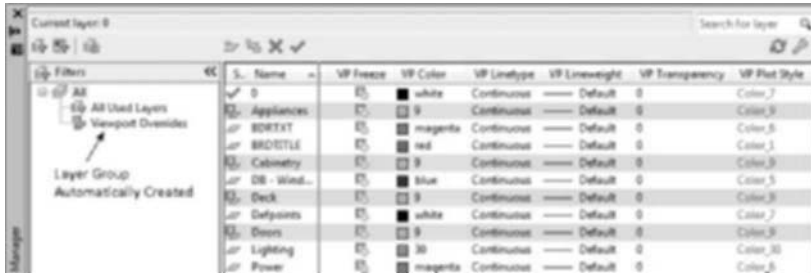 Current layer: 0
Search for layer
Filters
All
All Used Layers
Viewport Overrides
Layer Group
Automatically Created
Manager
S.. Name VP Freeze VP Color VP Linetype VP Lineweight VP Transparency VP Plot Style
0 white Continuous Default 0 Color_7
Appliances 9 Continuous Default 0 Color_9
BDRTXT magenta Continuous Default 0 Color_6
BRDTITLE red Continuous Default 0 Color_1
Cabinetry 9 Continuous Default 0 Color_9
DB - Wind... blue Continuous Default 0 Color_5
Deck 9 Continuous Default 0 Color_9
Defpoints white Continuous Default 0 Color_7
Doors 9 Continuous Default 0 Color_9
Lighting 30 Continuous Default 0 Color_30
Power magenta Continuous Default 0 Color_6